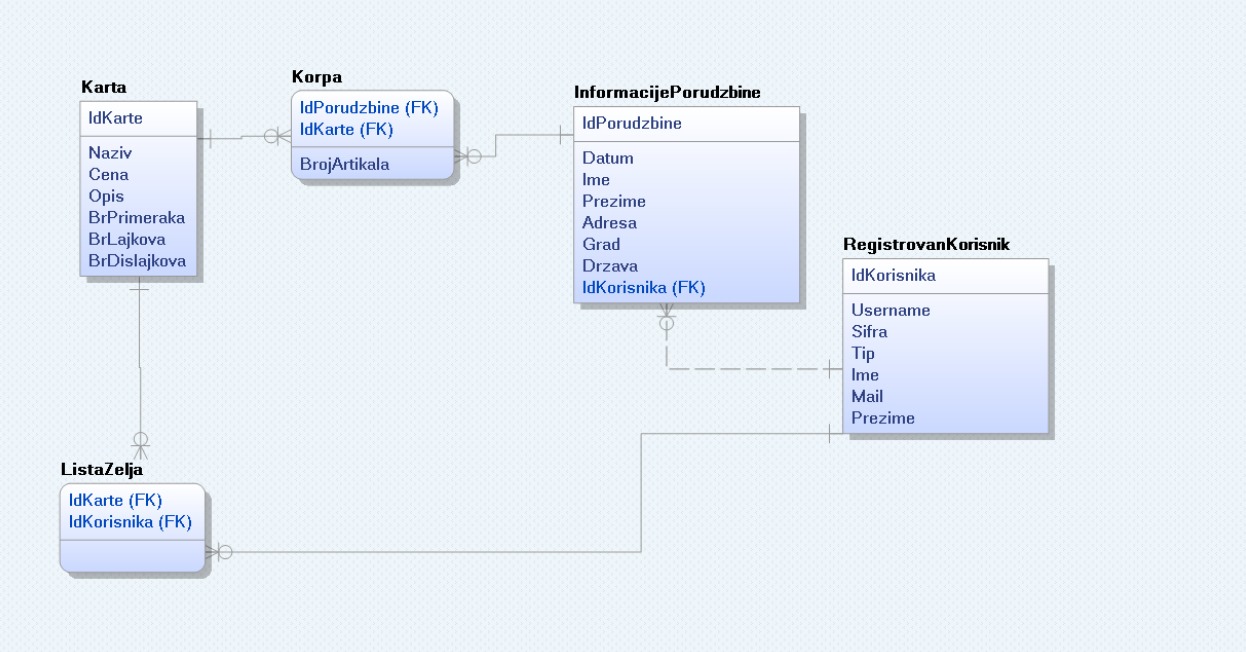 Karta
IdKarte
Naziv
Cena
Opis
BrPrimeraka
BrLajkova
BrDislajkova
Korpa
IdPorudzbine (FK)
IdKarte (FK)
BrojArtikala
InformacijePorudzbine
IdPorudzbine
Datum
Ime
Prezime
Adresa
Grad
Drzava
IdKorisnika (FK)
RegistrovanKorisnik
IdKorisnika
Username
Sifra
Tip
Ime
Mail
Prezime
ListaZelja
IdKarte (FK)
IdKorisnika (FK)